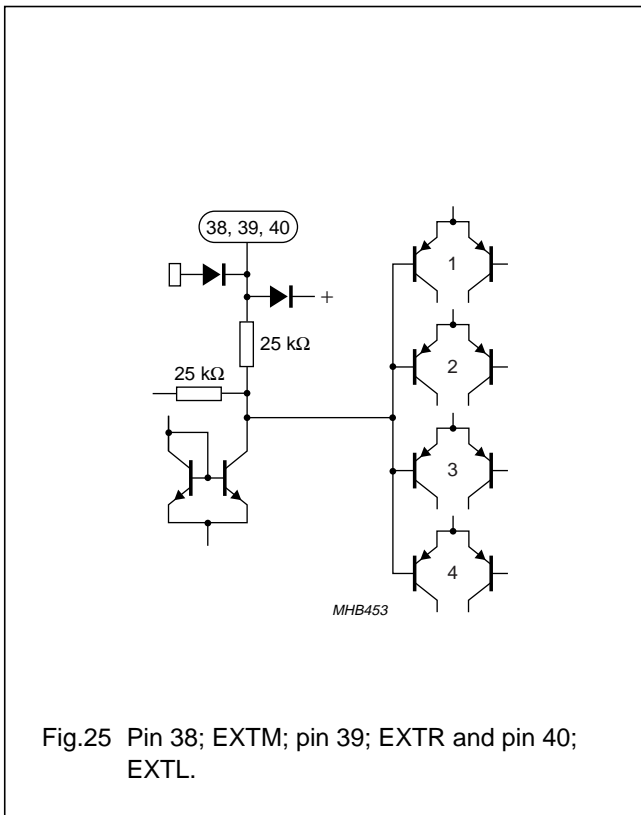 38, 39, 40
+
25 kΩ
25 kΩ
1
2
3
4
MHB453
Fig.25 Pin 38; EXTM; pin 39; EXTR and pin 40;
EXTL.